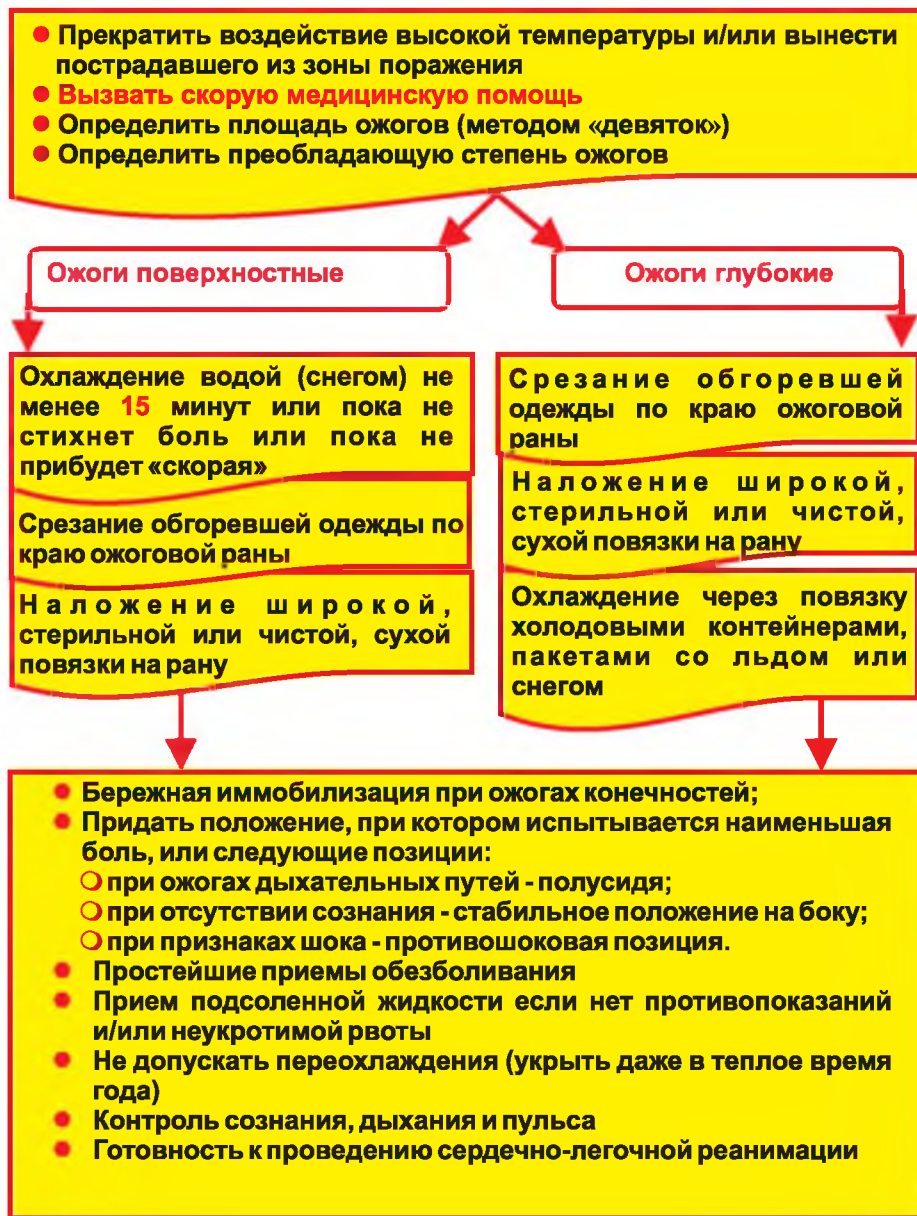 ● Прекратить воздействие высокой температуры и/или вынести
пострадавшего из зоны поражения
● Вызвать скорую медицинскую помощь
● Определить площадь ожогов (методом «девяток»)
● Определить преобладающую степень ожогов
Ожоги поверхностные
Охлаждение водой (снегом) не
менее 15 минут или пока не
стихнет боль или пока не
прибудет «скорая»
Срезание обгоревшей одежды по
краю ожоговой раны
Наложение широкой,
стерильной или чистой, сухой
повязки на рану
Ожоги глубокие
Срезание обгоревшей
одежды по краю ожоговой
раны
Наложение широкой,
стерильной или чистой,
сухой повязки на рану
Охлаждение через повязку
холодовыми контейнерами,
пакетами со льдом или
снегом
● Бережная иммобилизация при ожогах конечностей;
● Придать положение, при котором испытывается наименьшая
боль, или следующие позиции:
❍ при ожогах дыхательных путей - полусидя;
❍ при отсутствии сознания - стабильное положение на боку;
❍ при признаках шока - противошоковая позиция.
● Простейшие приемы обезболивания
● Прием подсоленной жидкости если нет противопоказаний
и/или неукротимой рвоты
● Не допускать переохлаждения (укрыть даже в теплое время
года)
● Контроль сознания, дыхания и пульса
● Готовность к проведению сердечно-легочной реанимации